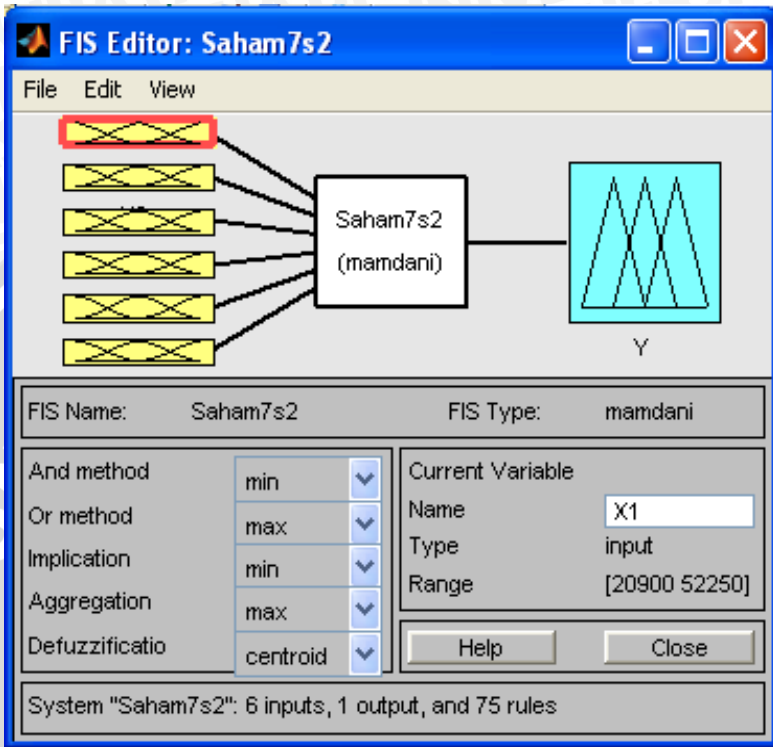 FIS Editor: Saham7s2
File Edit View
Saham7s2
(mamdani)
Y
FIS Name: Saham7s2 FIS Type: mamdani
And method min
Or method max
Implication min
Aggregation max
Defuzzificatio centroid
Current Variable
Name X1
Type input
Range [20900 52250]
Help Close
System "Saham7s2": 6 inputs, 1 output, and 75 rules